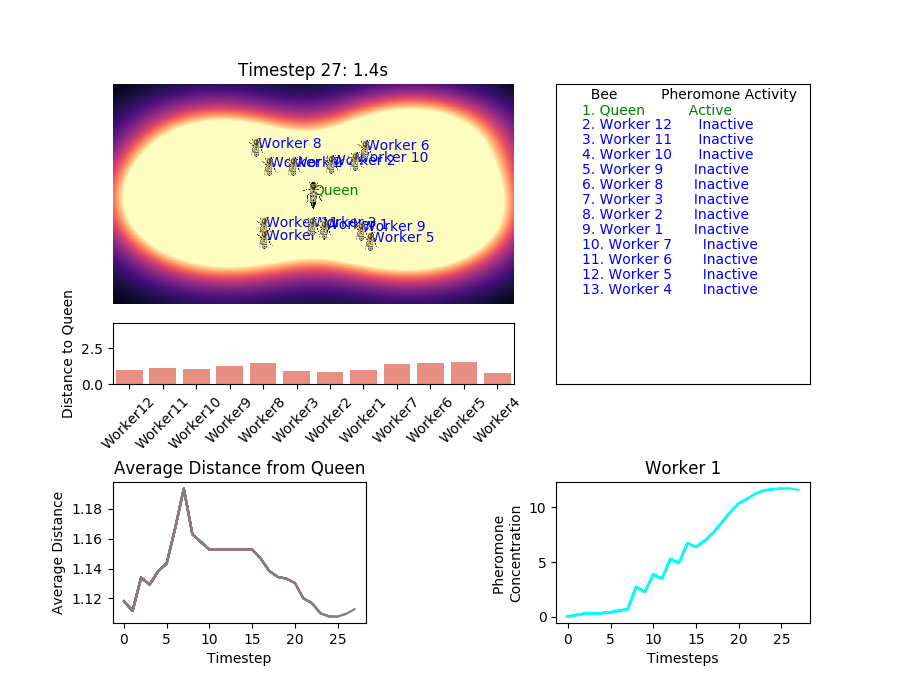 Timestep 27: 1.4s
Worker 8
Worker 6
Worker 10
Worker 2
Queen
Worker 9
Worker 5
Bee Pheromone Activity
1. Queen Active
2. Worker 12 Inactive
3. Worker 11 Inactive
4. Worker 10 Inactive
5. Worker 9 Inactive
6. Worker 8 Inactive
7. Worker 3 Inactive
8. Worker 2 Inactive
9. Worker 1 Inactive
10. Worker 7 Inactive
11. Worker 6 Inactive
12. Worker 5 Inactive
13. Worker 4 Inactive
Distance to Queen
2.5
0.0
Worker12
Worker11
Worker10
Worker9
Worker8
Worker3
Worker2
Worker1
Worker7
Worker6
Worker5
Worker4
Average Distance from Queen
Average Distance
1.18
1.16
1.14
1.12
0 5 10 15 20 25
Timestep
Worker 1
Pheromone
Concentration
10
5
0
0 5 10 15 20 25
Timesteps